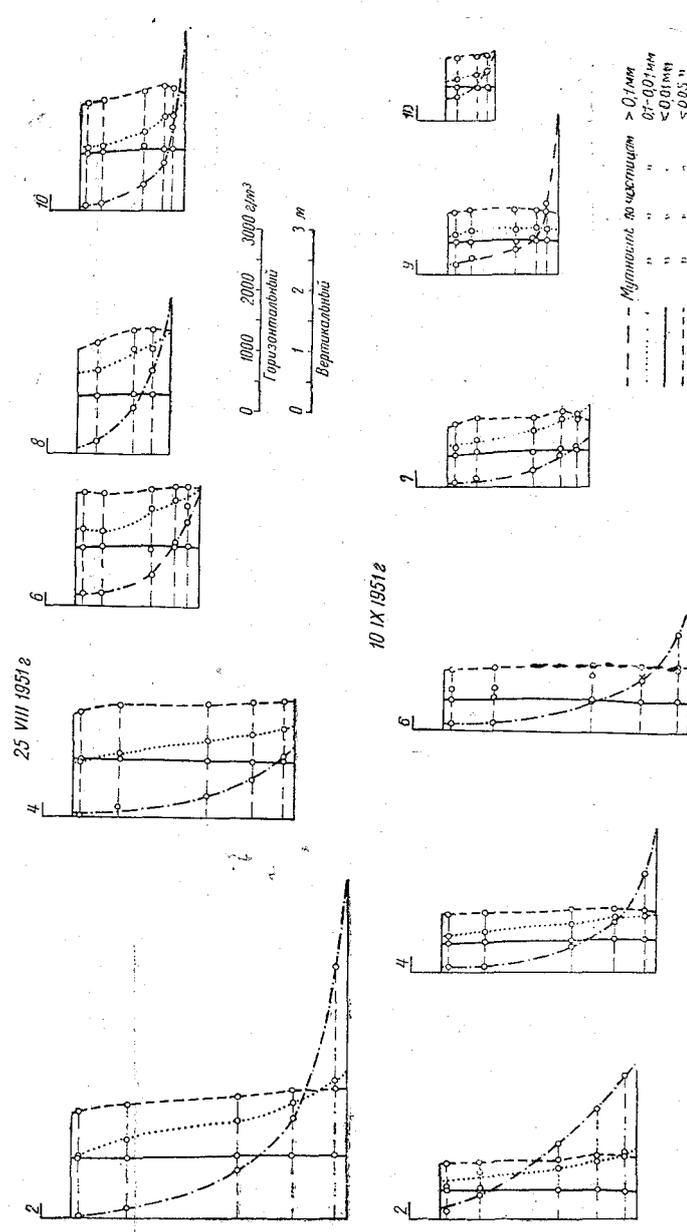 10
8
6
25 VIII 1951 г
4
2
0 1000 2000 3000 г/м³
Горизонтальный
0 1 2 3 м
Вертикальный
10
9
7
10 IX 1951 г
6
4
2
Мутность по частицам > 0,1 мм
" " " 0,1-0,01 мм
" " " < 0,01 мм
" " " ≤ 0,05 "